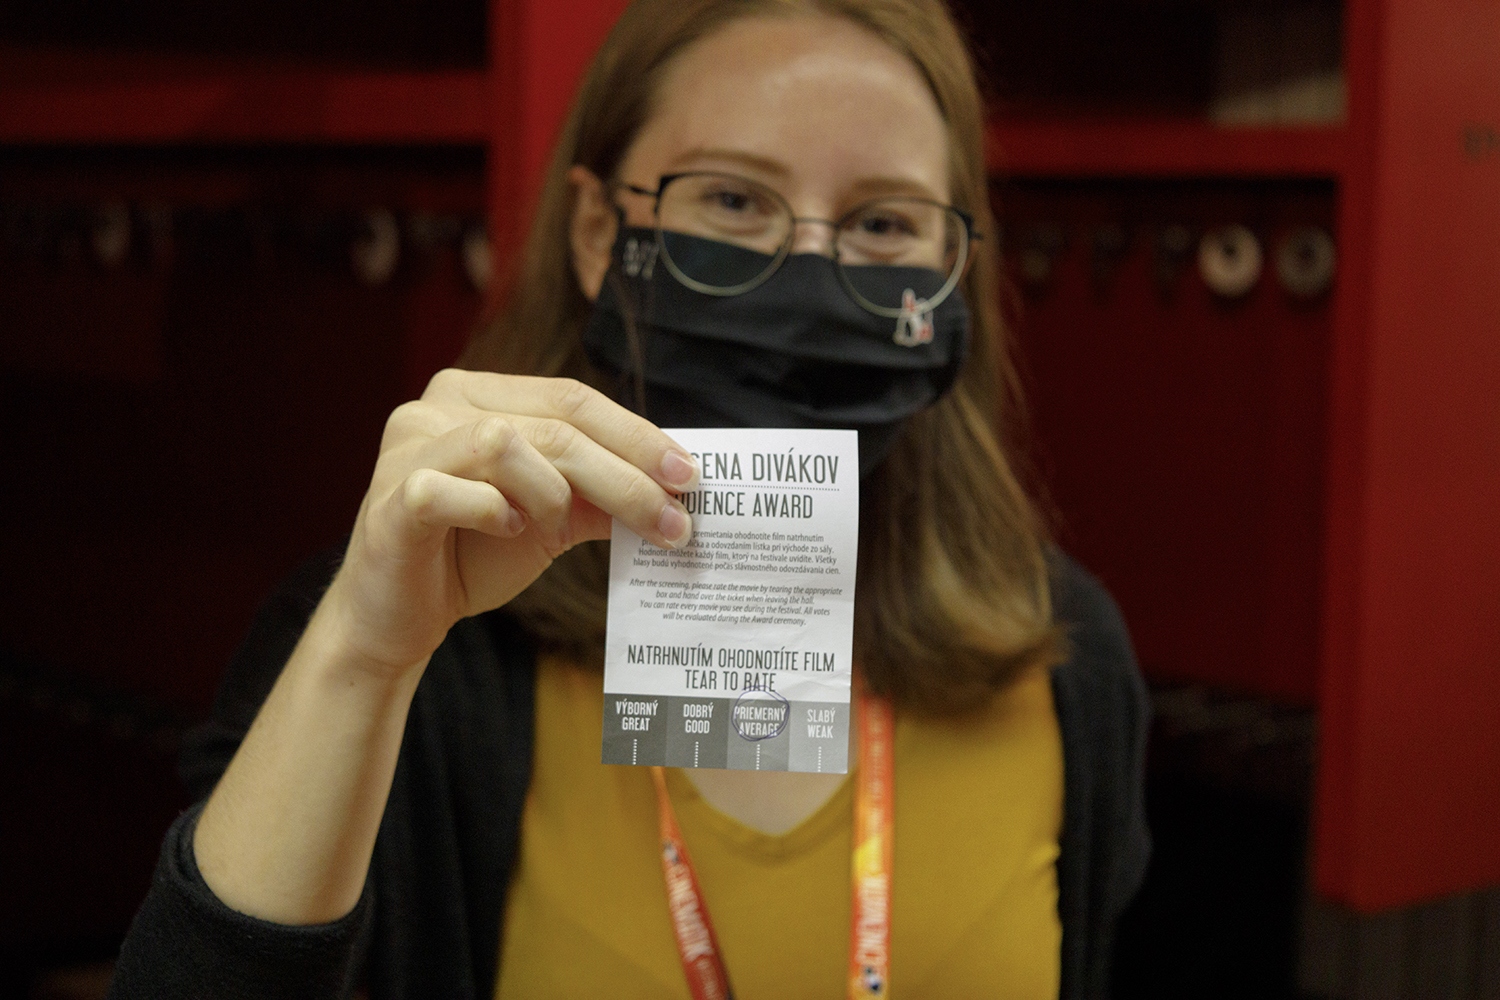 CENA DIVÁKOV
AUDIENCE AWARD
premietania ohodnotíte film natrhnutím
a odovzdaním lístka pri východe zo sály.
Hodnotiť môžete každý film, ktorý na festivale uvidíte. Všetky
hlasy budú vyhodnotené počas slávnostného odovzdávania cien.
After the screening, please rate the movie by tearing the appropriate
box and hand over the ticket when leaving the hall.
You can rate every movie you see during the festival. All votes
will be evaluated during the Award ceremony.
NATRHNUTÍM OHODNOTÍTE FILM
TEAR TO RATE
VÝBORNÝ
GREAT
DOBRÝ
GOOD
PRIEMERNÝ
AVERAGE
SLABÝ
WEAK
CINEMATIK
CINEMATIK